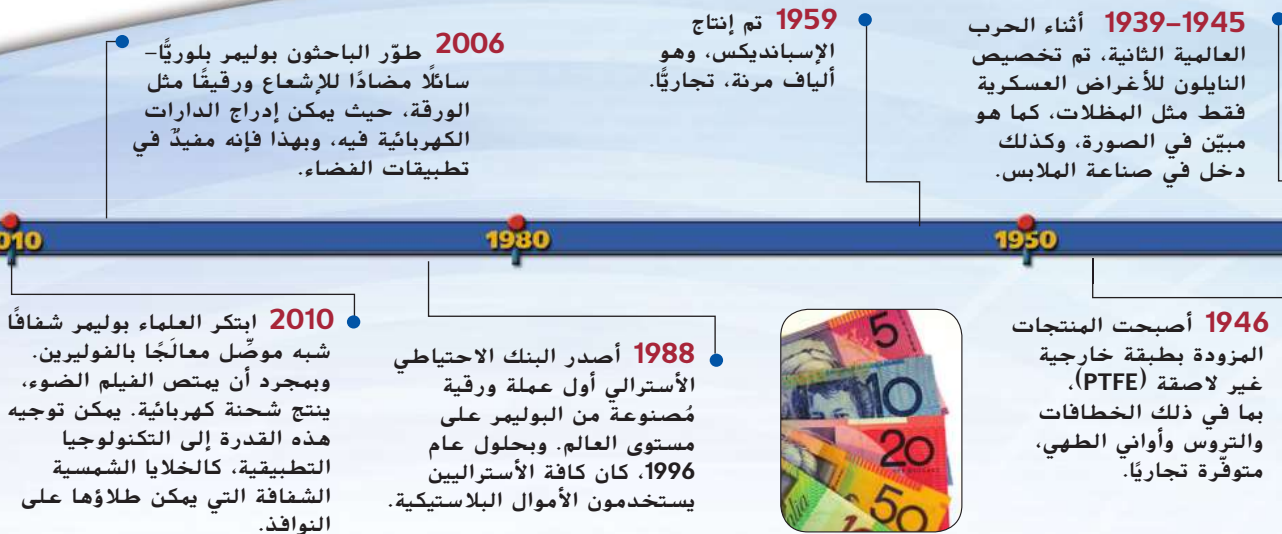 1939–1945 أثناء الحرب
العالمية الثانية، تم تخصيص
النايلون للأغراض العسكرية
فقط مثل المظلات، كما هو
مبيّن في الصورة، وكذلك
دخل في صناعة الملابس.
1959 تم إنتاج
الإسبانديكس، وهو
ألياف مرنة، تجاريًّا.
2006 طوّر الباحثون بوليمر بلوريًّا–
سائلًا مضادًا للإشعاع ورقيقًا مثل
الورقة، حيث يمكن إدراج الدارات
الكهربائية فيه، وبهذا فإنه مفيدٌ في
تطبيقات الفضاء.
1950
1980
010
1946 أصبحت المنتجات
المزودة بطبقة خارجية
غير لاصقة (PTFE)،
بما في ذلك الخطافات
والتروس وأواني الطهي،
متوفّرة تجاريًا.
5
10
20
50
1988 أصدر البنك الاحتياطي
الأسترالي أول عملة ورقية
مُصنوعة من البوليمر على
مستوى العالم. وبحلول عام
1996، كان كافة الأستراليين
يستخدمون الأموال البلاستيكية.
2010 ابتكر العلماء بوليمر شفافًا
شبه موصِّل معالَجًا بالفوليرين.
وبمجرد أن يمتص الفيلم الضوء،
ينتج شحنة كهربائية. يمكن توجيه
هذه القدرة إلى التكنولوجيا
التطبيقية، كالخلايا الشمسية
الشفافة التي يمكن طلاؤها على
النوافذ.